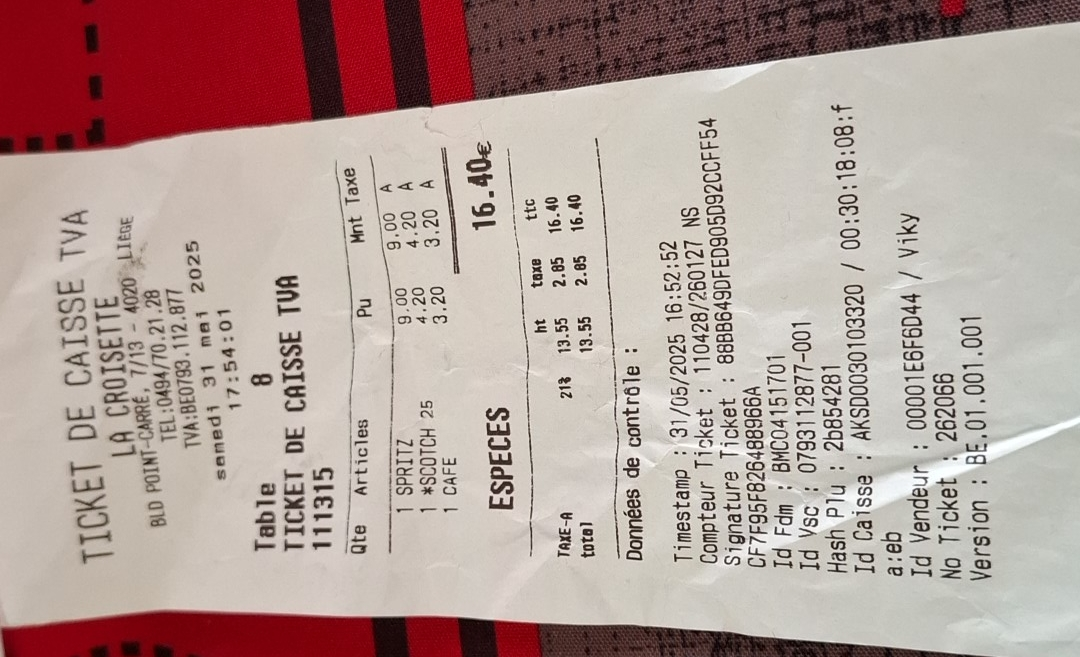 TICKET DE CAISSE TVA
LA CROISETTE
BLD POINT-CARRÉ, 7/13 - 4020 LIÈGE
TEL:0494/70.21.28
TVA:BE0793.112.877
samedi 31 mai 2025
17:54:01
Table 8
TICKET DE CAISSE TVA
111315
Qte Articles Pu Mnt Taxe
1 SPRITZ 9.00 9.00 A
1 *SCOTCH 25 4.20 4.20 A
1 CAFE 3.20 3.20 A
ESPECES 16.40€
ht taxe ttc
TAXE-A 21% 13.55 2.85 16.40
total 13.55 2.85 16.40
Données de contrôle :
Timestamp : 31/05/2025 16:52:52
Compteur Ticket : 110428/260127 NS
Signature Ticket : 88BB649DFED905D92CCFF54
CF7F95F82648B966A
Id Fdm : BMC04151701
Id Vsc : 0793112877-001
Hash Plu : 2b854281
Id Caisse : AKSD0030103320 / 00:30:18:08:f
a:eb
Id Vendeur : 00001E6F6D44 / Viky
No Ticket : 262066
Version : BE.01.001.001